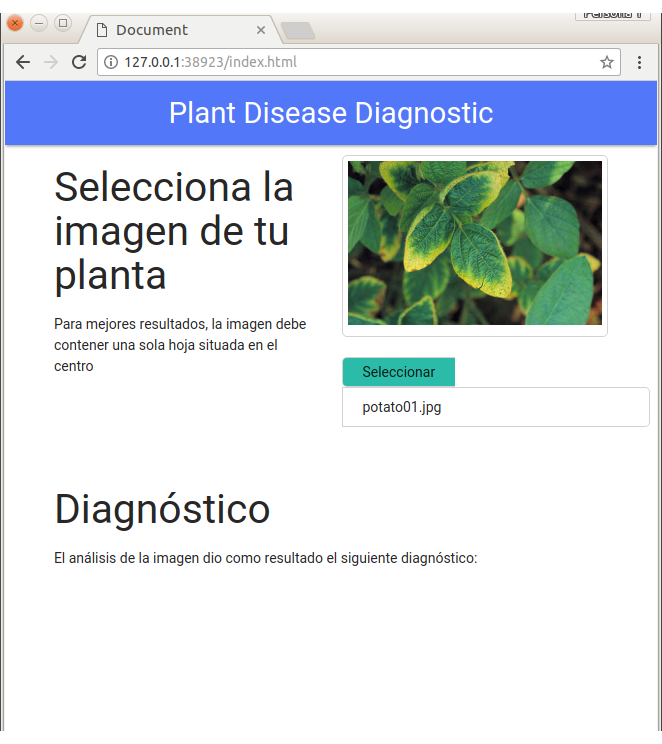 Persona 1
Document
127.0.0.1:38923/index.html
Plant Disease Diagnostic
Selecciona la
imagen de tu
planta
Para mejores resultados, la imagen debe
contener una sola hoja situada en el
centro
Seleccionar
potato01.jpg
Diagnóstico
El análisis de la imagen dio como resultado el siguiente diagnóstico: